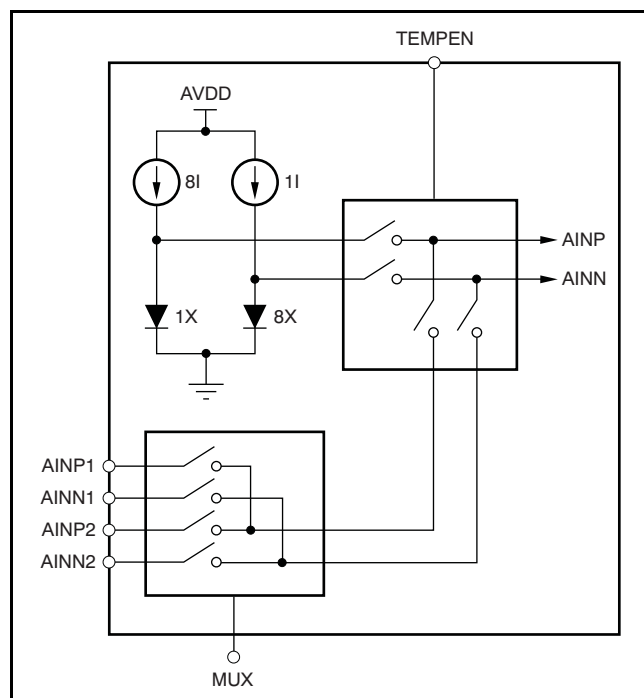 TEMPEN
AVDD
8I
1I
AINP
AINN
1X
8X
AINP1
AINN1
AINP2
AINN2
MUX